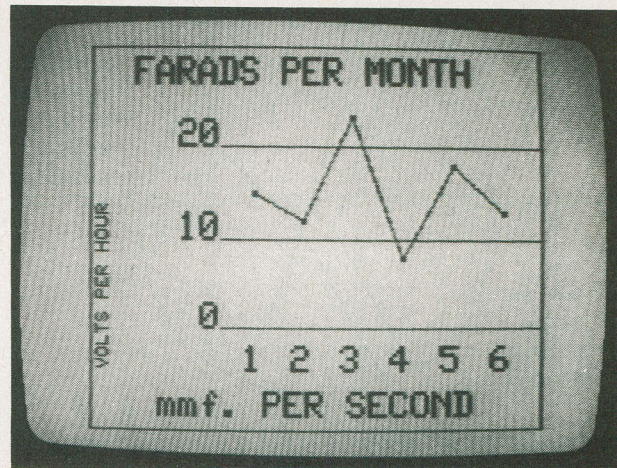 FARADS PER MONTH
20
10
VOLTS PER HOUR
0
1 2 3 4 5 6
mmf. PER SECOND